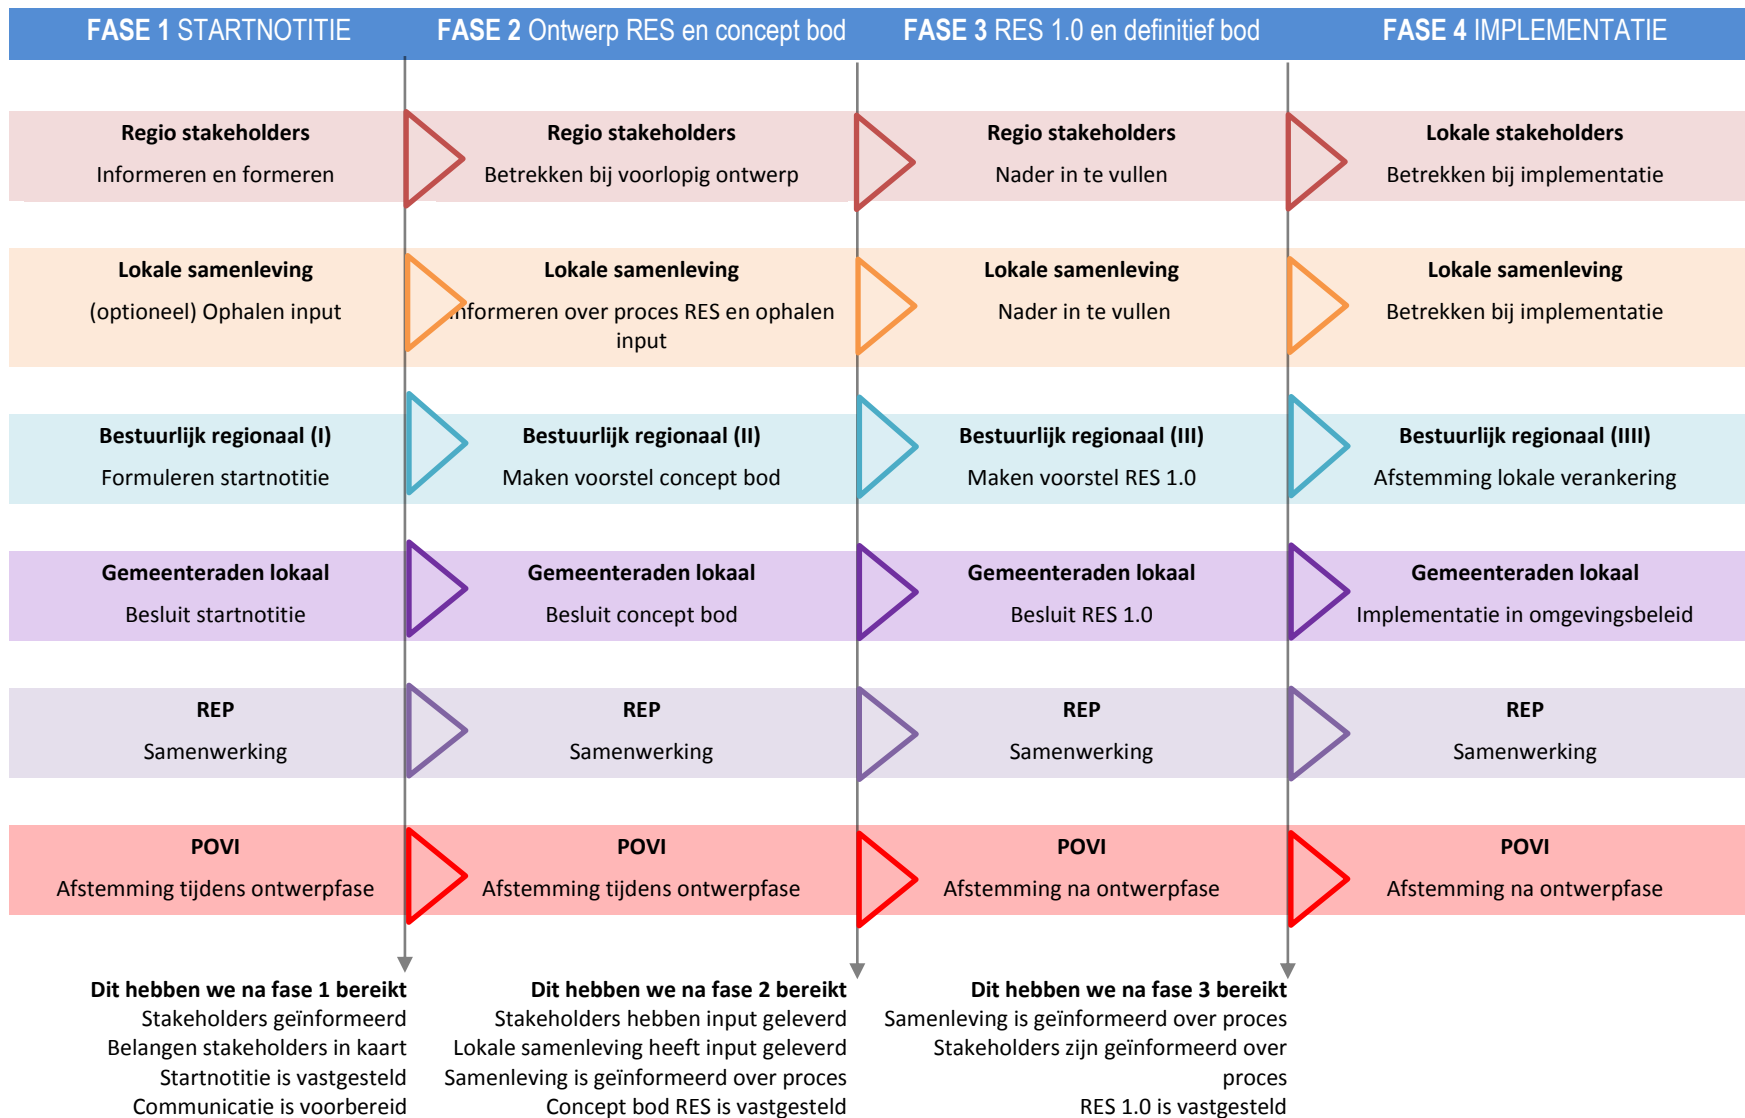 FASE 1 STARTNOTITIE
FASE 2 Ontwerp RES en concept bod
FASE 3 RES 1.0 en definitief bod
FASE 4 IMPLEMENTATIE
Regio stakeholders
Informeren en formeren
Regio stakeholders
Betrekken bij voorlopig ontwerp
Regio stakeholders
Nader in te vullen
Lokale stakeholders
Betrekken bij implementatie
Lokale samenleving
(optioneel) Ophalen input
Lokale samenleving
Informeren over proces RES en ophalen
input
Lokale samenleving
Nader in te vullen
Lokale samenleving
Betrekken bij implementatie
Bestuurlijk regionaal (I)
Formuleren startnotitie
Bestuurlijk regionaal (II)
Maken voorstel concept bod
Bestuurlijk regionaal (III)
Maken voorstel RES 1.0
Bestuurlijk regionaal (IIII)
Afstemming lokale verankering
Gemeenteraden lokaal
Besluit startnotitie
Gemeenteraden lokaal
Besluit concept bod
Gemeenteraden lokaal
Besluit RES 1.0
Gemeenteraden lokaal
Implementatie in omgevingsbeleid
REP
Samenwerking
REP
Samenwerking
REP
Samenwerking
REP
Samenwerking
POVI
Afstemming tijdens ontwerpfase
POVI
Afstemming tijdens ontwerpfase
POVI
Afstemming na ontwerpfase
POVI
Afstemming na ontwerpfase
Dit hebben we na fase 1 bereikt
Stakeholders geïnformeerd
Belangen stakeholders in kaart
Startnotitie is vastgesteld
Communicatie is voorbereid
Dit hebben we na fase 2 bereikt
Stakeholders hebben input geleverd
Lokale samenleving heeft input geleverd
Samenleving is geïnformeerd over proces
Concept bod RES is vastgesteld
Dit hebben we na fase 3 bereikt
Samenleving is geïnformeerd over proces
Stakeholders zijn geïnformeerd over
proces
RES 1.0 is vastgesteld